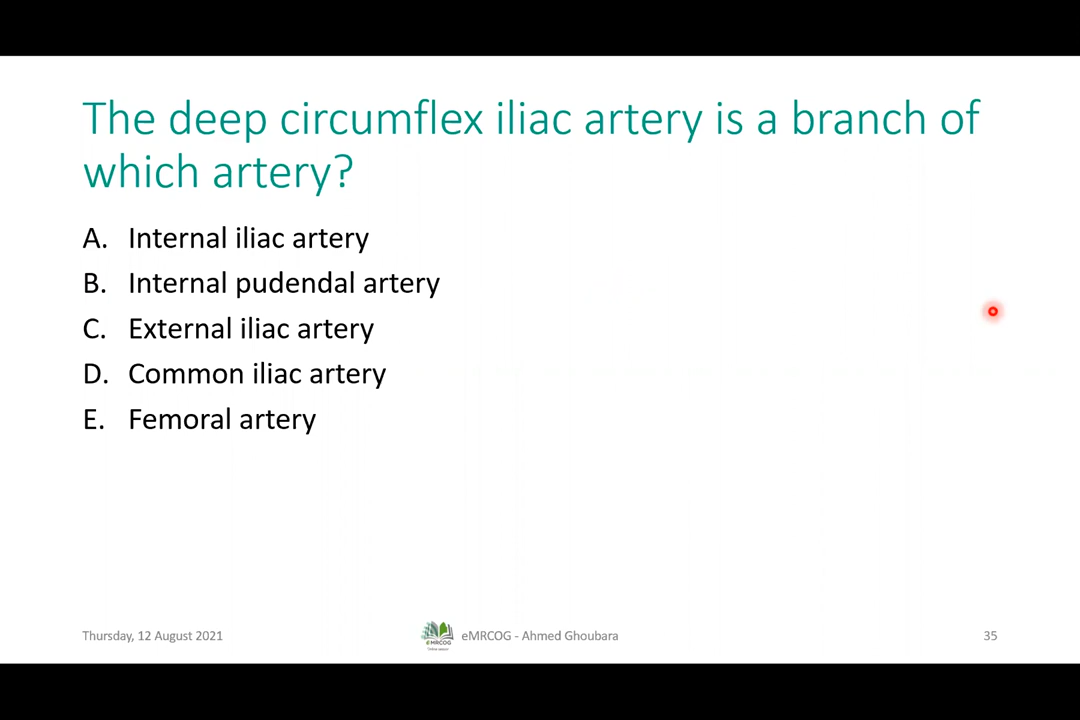 The deep circumflex iliac artery is a branch of
which artery?
A. Internal iliac artery
B. Internal pudendal artery
C. External iliac artery
D. Common iliac artery
E. Femoral artery
Thursday, 12 August 2021
eMRCOG
eMRCOG - Ahmed Ghoubara
35